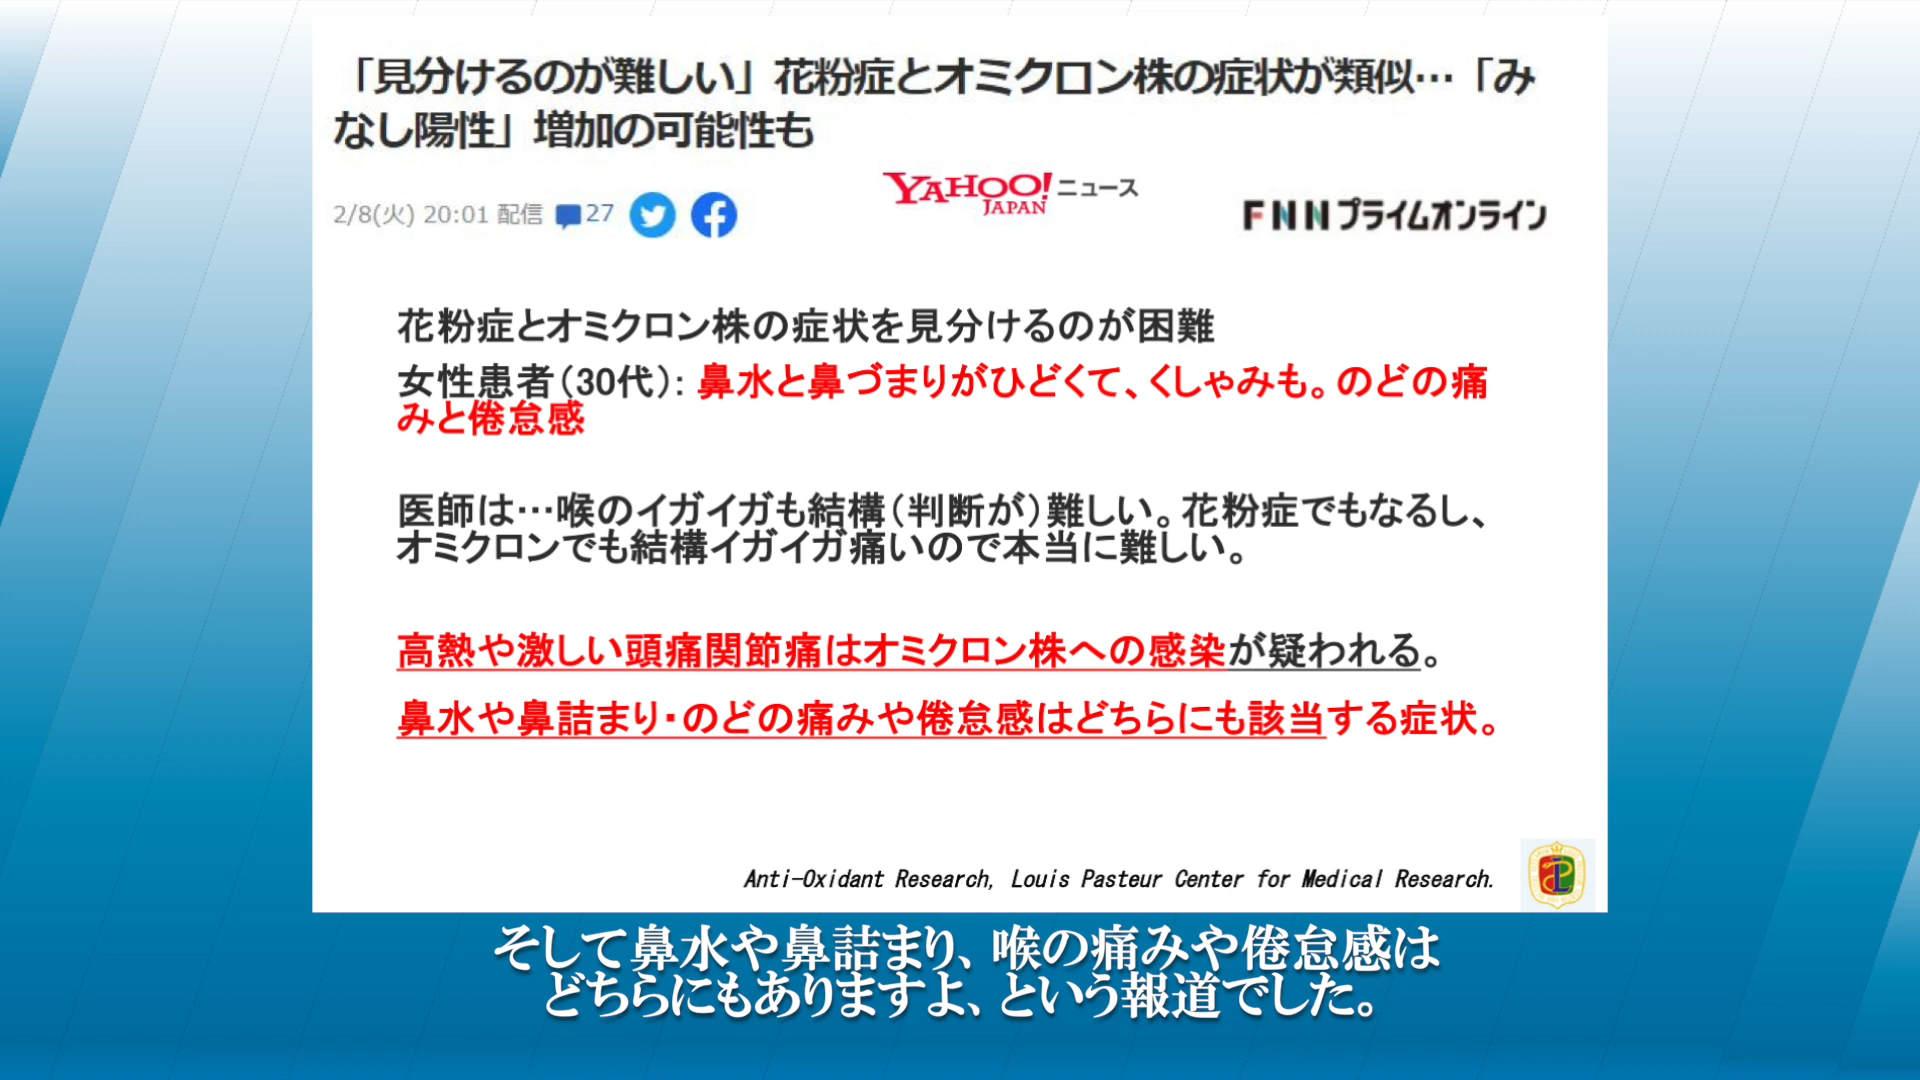 「見分けるのが難しい」花粉症とオミクロン株の症状が類似…「み
なし陽性」増加の可能性も
YAHOO! ニュース
JAPAN
2/8(火) 20:01 配信 27
FNNプライムオンライン
花粉症とオミクロン株の症状を見分けるのが困難
女性患者（30代）: 鼻水と鼻づまりがひどくて、くしゃみも。のどの痛
みと倦怠感
医師は…喉のイガイガも結構（判断が）難しい。花粉症でもなるし、
オミクロンでも結構イガイガ痛いので本当に難しい。
高熱や激しい頭痛関節痛はオミクロン株への感染が疑われる。
鼻水や鼻詰まり・のどの痛みや倦怠感はどちらにも該当する症状。
Anti-Oxidant Research, Louis Pasteur Center for Medical Research.
そして鼻水や鼻詰まり、喉の痛みや倦怠感は
どちらにもありますよ、という報道でした。